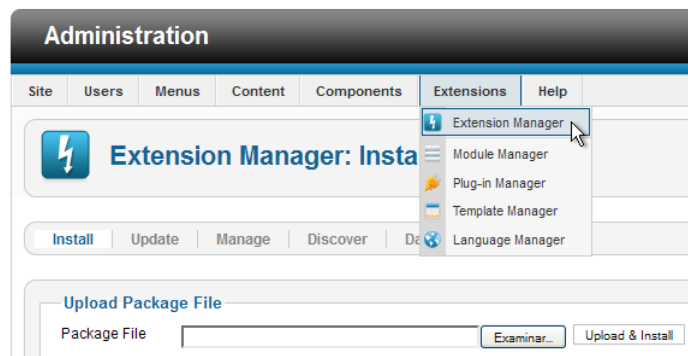 Administration
Site Users Menus Content Components Extensions Help
Extension Manager
Extension Manager: Insta
Module Manager
Plug-in Manager
Template Manager
Language Manager
Install Update Manage Discover Da
Upload Package File
Package File Examinar... Upload & Install